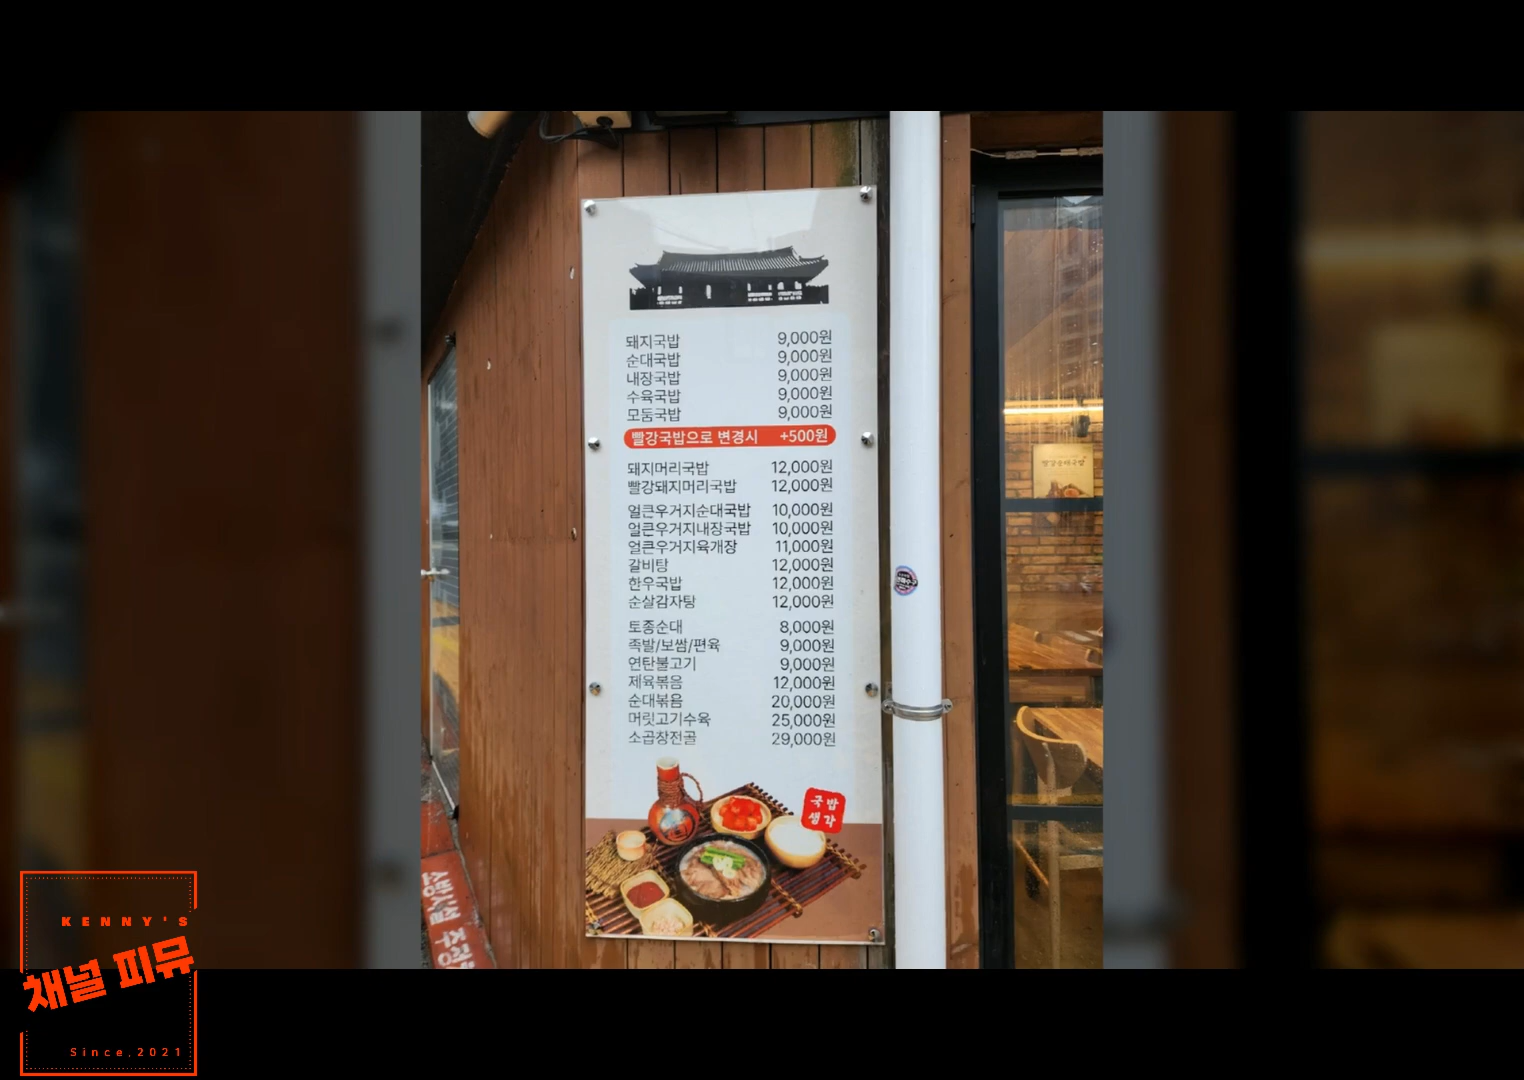 돼지국밥 9,000원
순대국밥 9,000원
내장국밥 9,000원
수육국밥 9,000원
모둠국밥 9,000원
빨강국밥으로 변경시 +500원
돼지머리국밥 12,000원
빨강돼지머리국밥 12,000원
얼큰우거지순대국밥 10,000원
얼큰우거지내장국밥 10,000원
얼큰우거지육개장 11,000원
갈비탕 12,000원
한우국밥 12,000원
순살감자탕 12,000원
토종순대 8,000원
족발/보쌈/편육 9,000원
연탄불고기 9,000원
제육볶음 12,000원
순대볶음 20,000원
머릿고기수육 25,000원
소곱창전골 29,000원
국밥
생각
소방시설 주정
KENNY'S
채널 피뮤
Since,2021